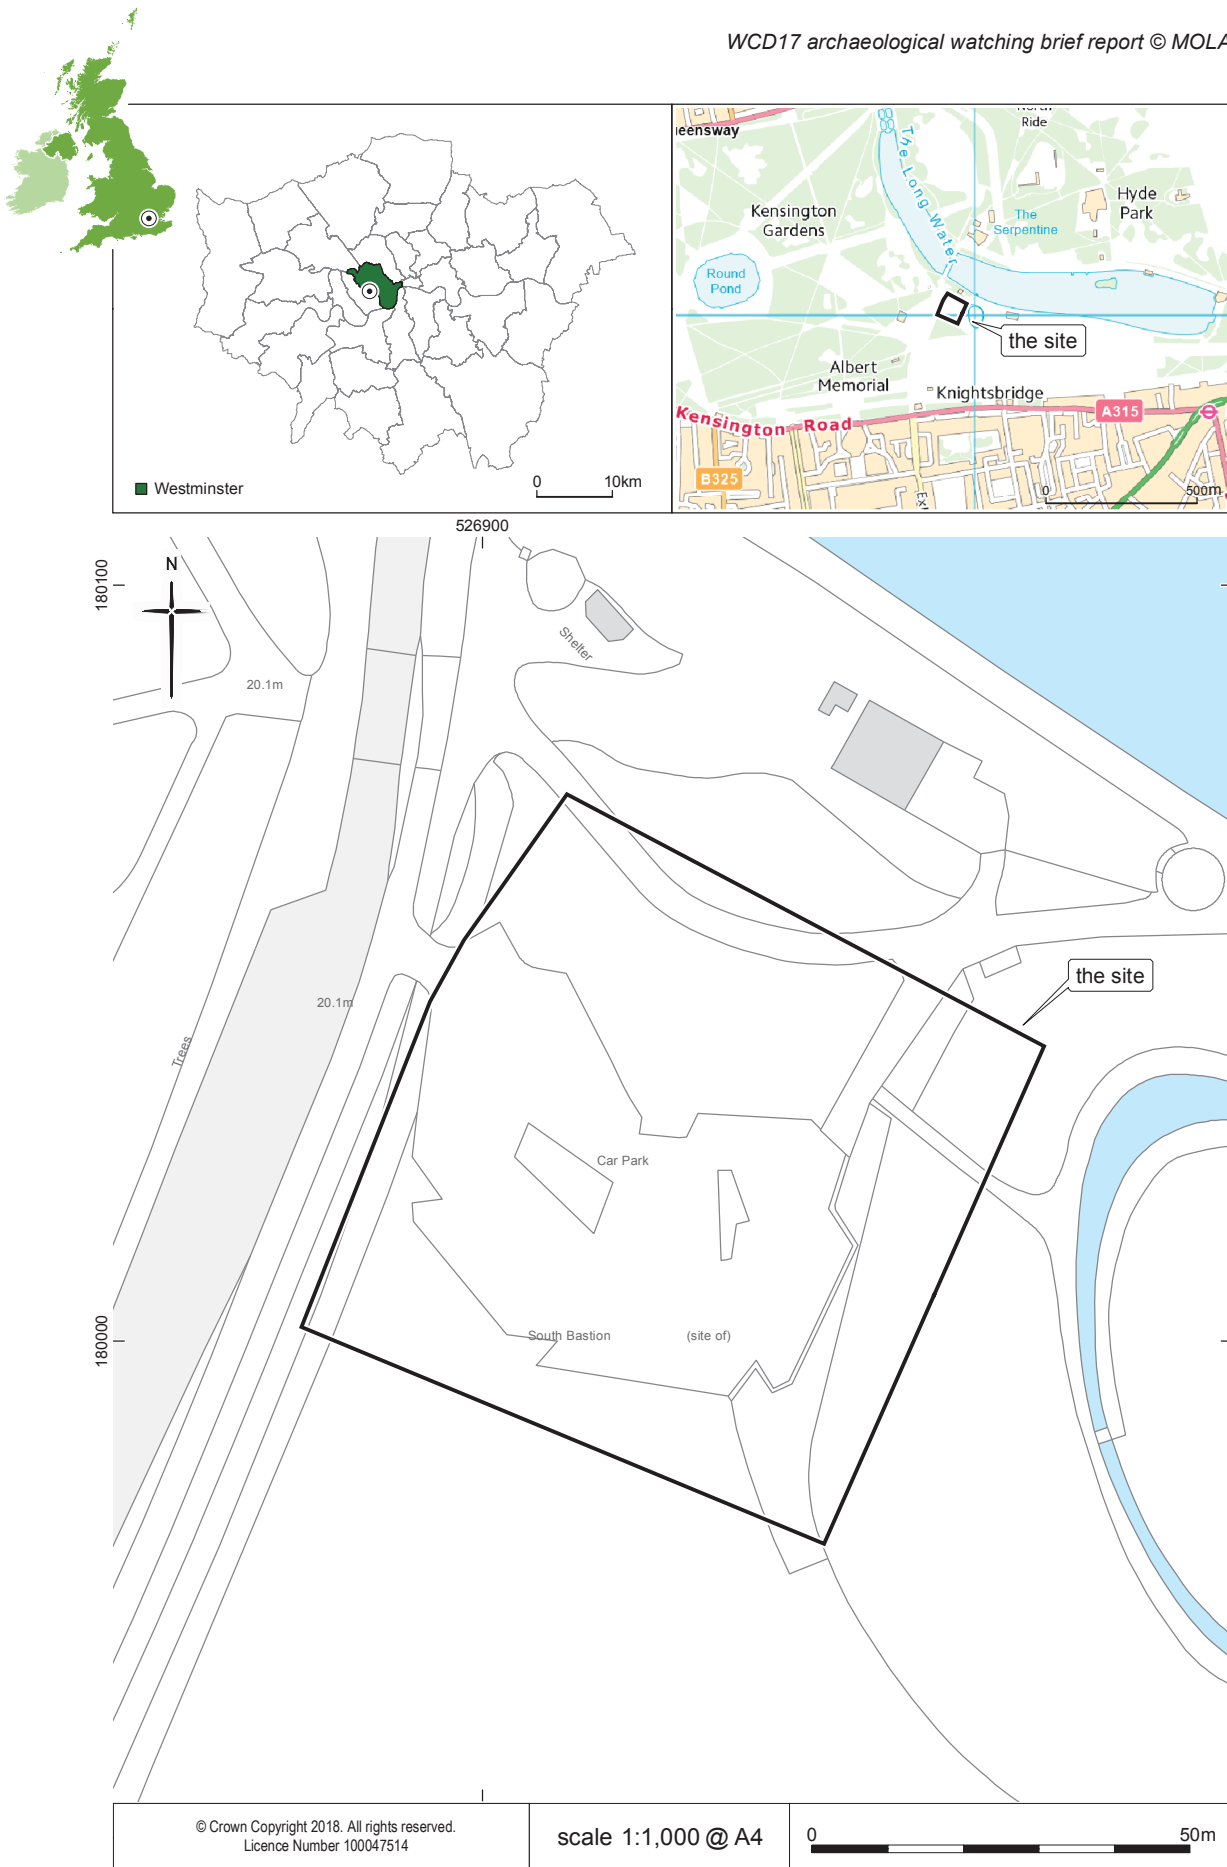 WCD17 archaeological watching brief report © MOLA
Westminster
0
10km
Ride
Kensington
Gardens
The Long Water
The
Serpentine
Hyde
Park
Round
Pond
the site
Albert
Memorial
Knightsbridge
Kensington Road
A315
B325
0
500m
526900
180100
N
Shelter
20.1m
the site
20.1m
Trees
Car Park
South Bastion
(site of)
180000
© Crown Copyright 2018. All rights reserved.
Licence Number 100047514
scale 1:1,000 @ A4
0
50m